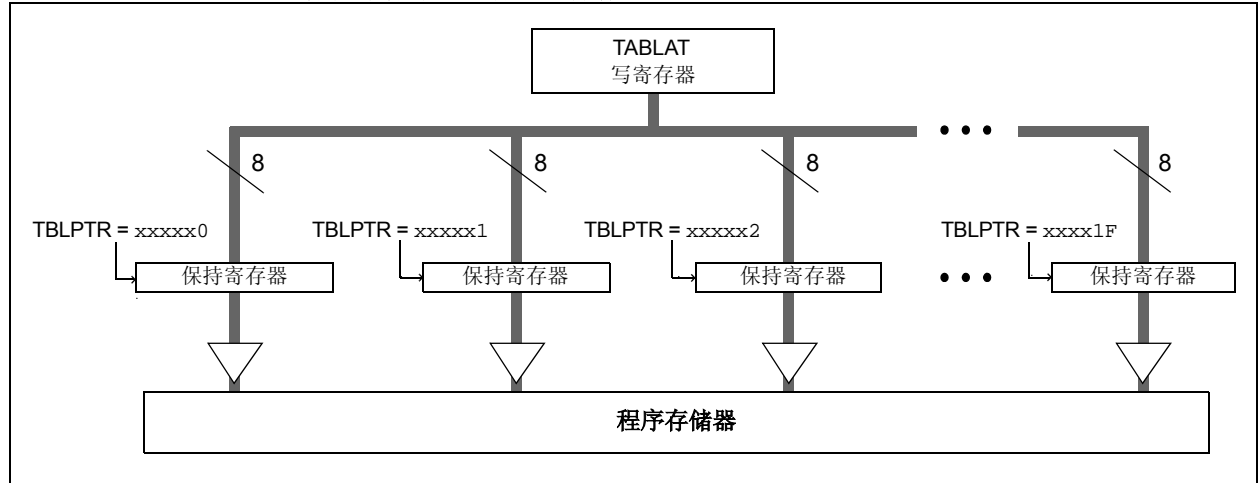 TABLAT
写寄存器
8 8 8 8
TBLPTR = xxxxx0 TBLPTR = xxxxx1 TBLPTR = xxxxx2 TBLPTR = xxxx1F
保持寄存器 保持寄存器 保持寄存器 保持寄存器
程序存储器